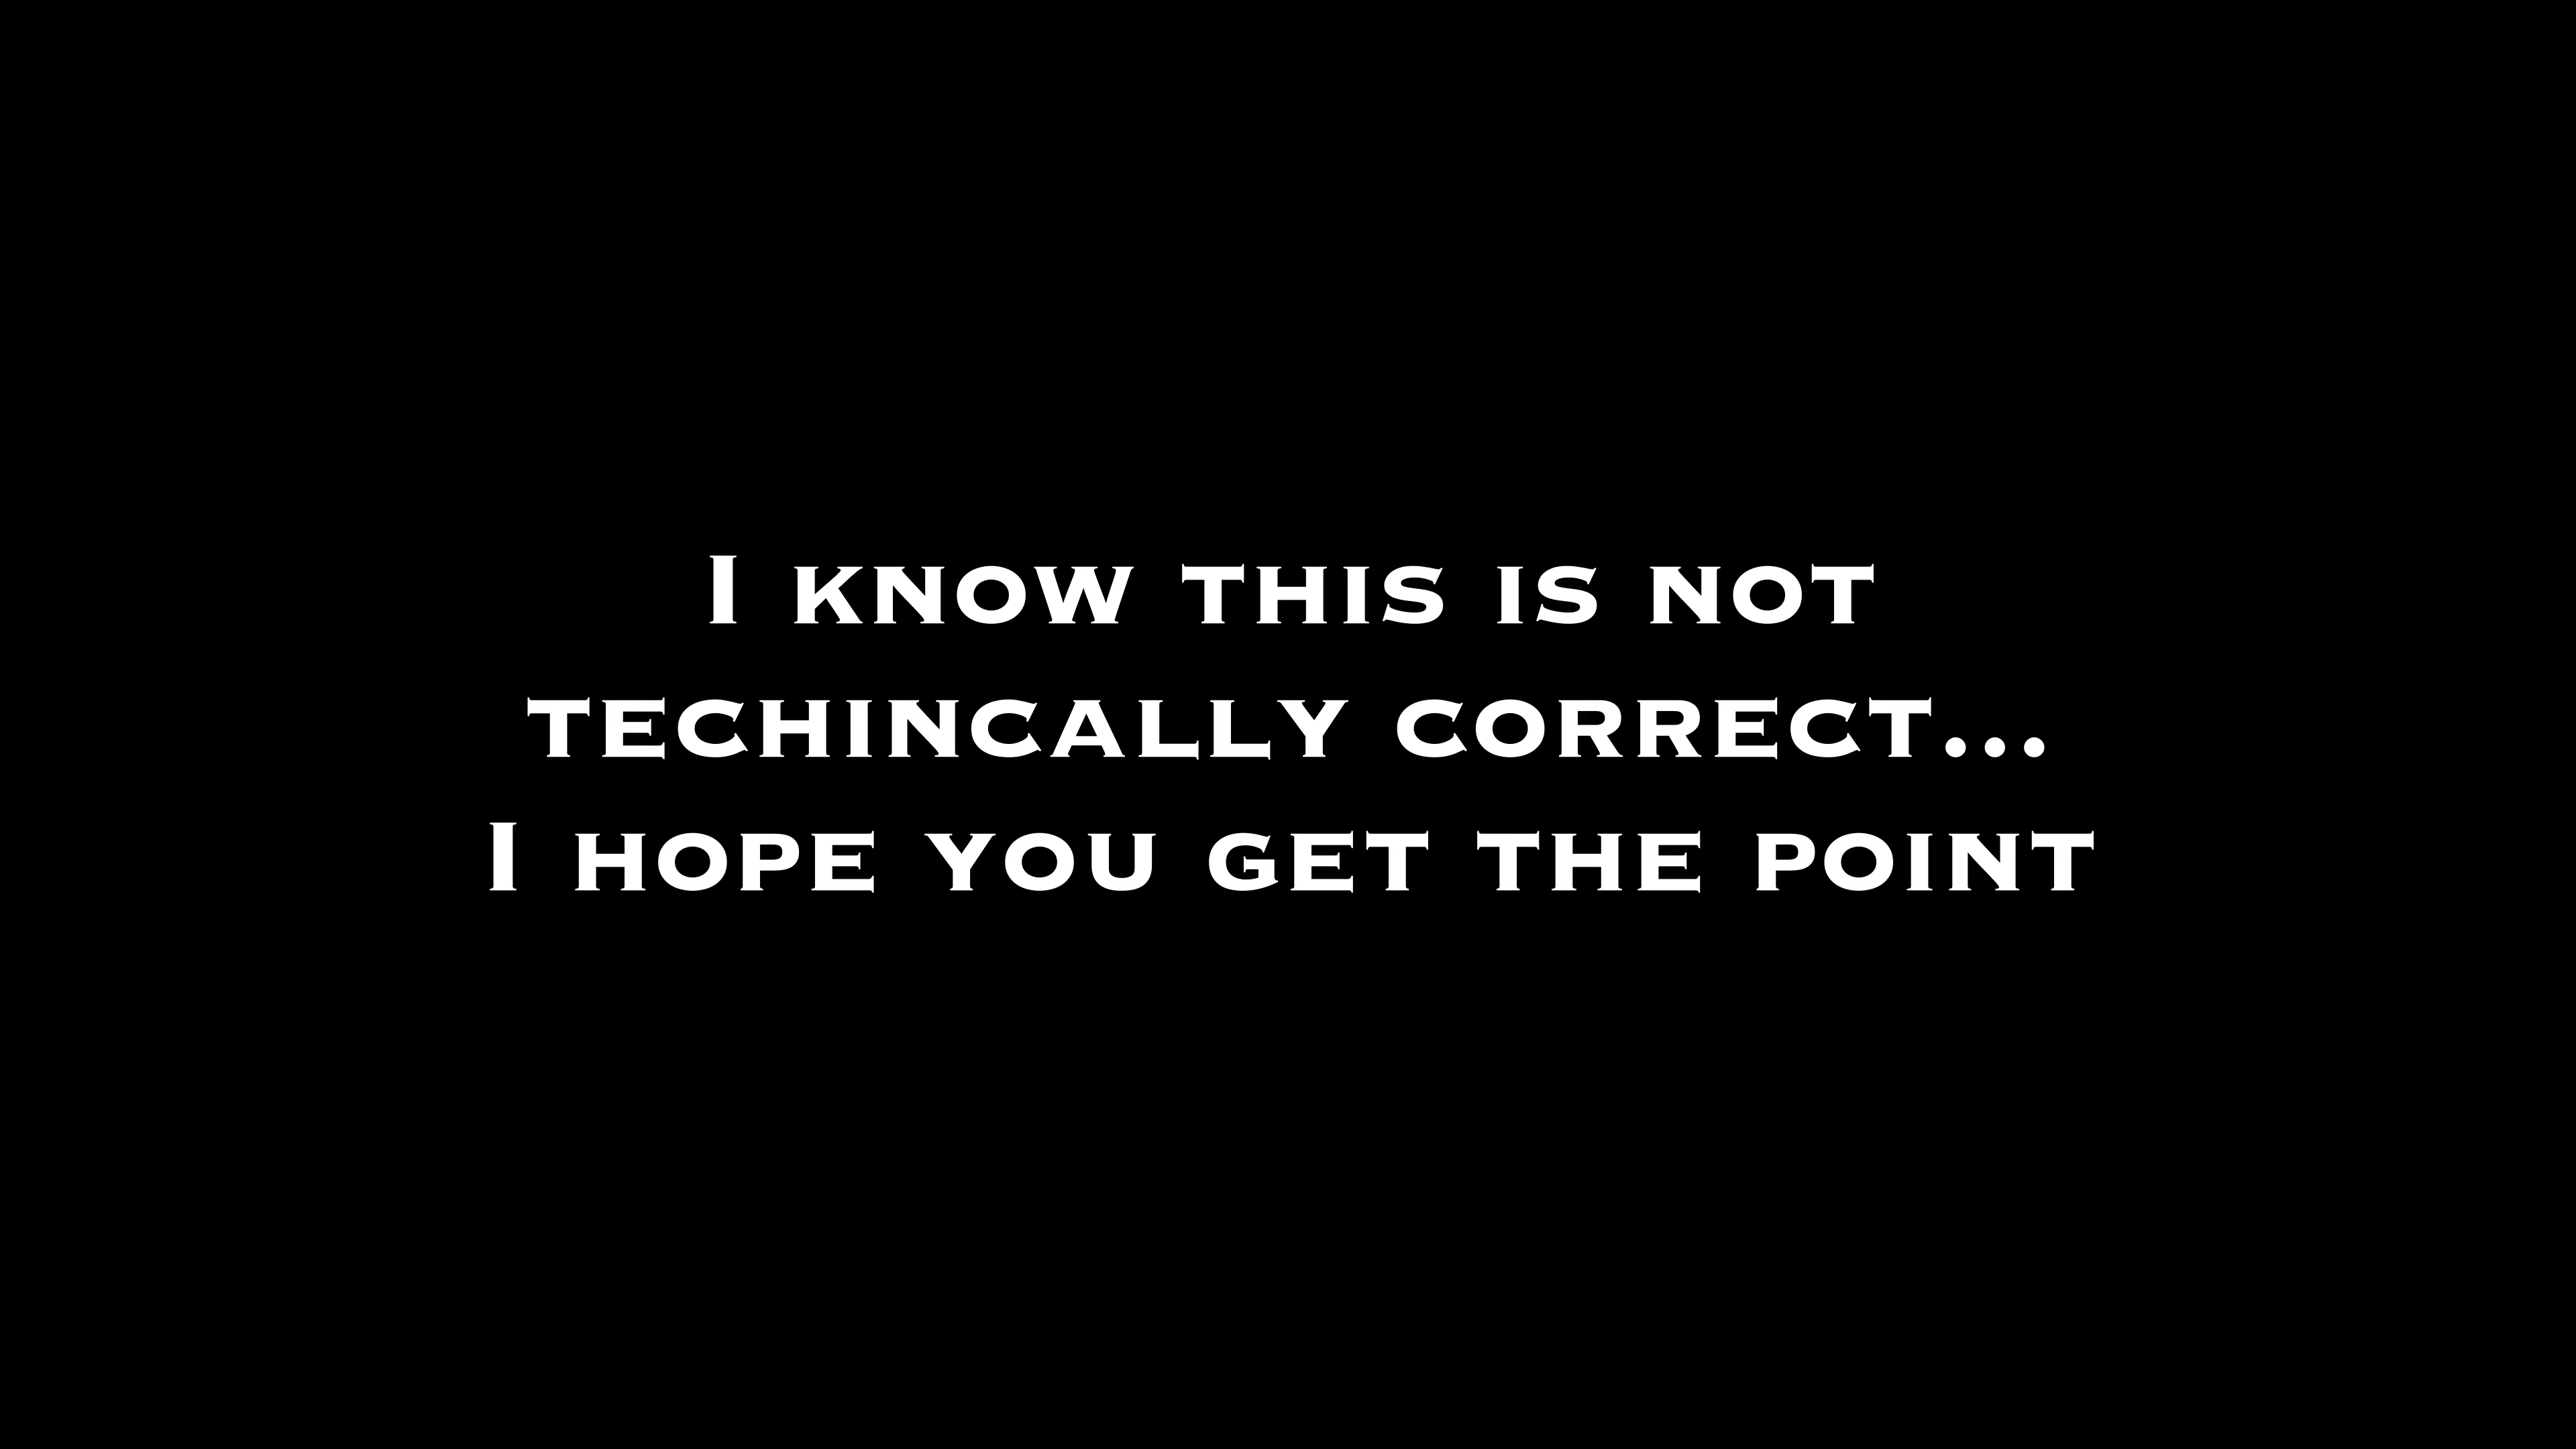 I KNOW THIS IS NOT
TECHINCALLY CORRECT...
I HOPE YOU GET THE POINT